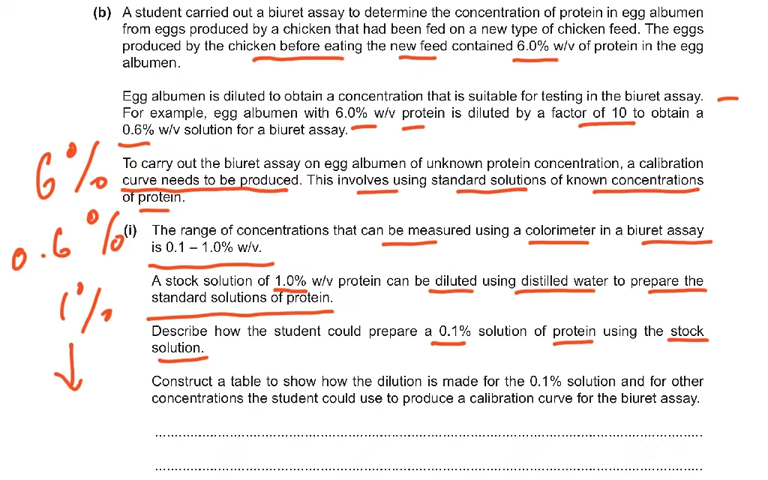 (b) A student carried out a biuret assay to determine the concentration of protein in egg albumen
from eggs produced by a chicken that had been fed on a new type of chicken feed. The eggs
produced by the chicken before eating the new feed contained 6.0% w/v of protein in the egg
albumen.
Egg albumen is diluted to obtain a concentration that is suitable for testing in the biuret assay.
For example, egg albumen with 6.0% w/v protein is diluted by a factor of 10 to obtain a
0.6% w/v solution for a biuret assay.
6%
To carry out the biuret assay on egg albumen of unknown protein concentration, a calibration
curve needs to be produced. This involves using standard solutions of known concentrations
of protein.
0.6%
(i) The range of concentrations that can be measured using a colorimeter in a biuret assay
is 0.1 – 1.0% w/v.
1%
A stock solution of 1.0% w/v protein can be diluted using distilled water to prepare the
standard solutions of protein.
Describe how the student could prepare a 0.1% solution of protein using the stock
solution.
Construct a table to show how the dilution is made for the 0.1% solution and for other
concentrations the student could use to produce a calibration curve for the biuret assay.